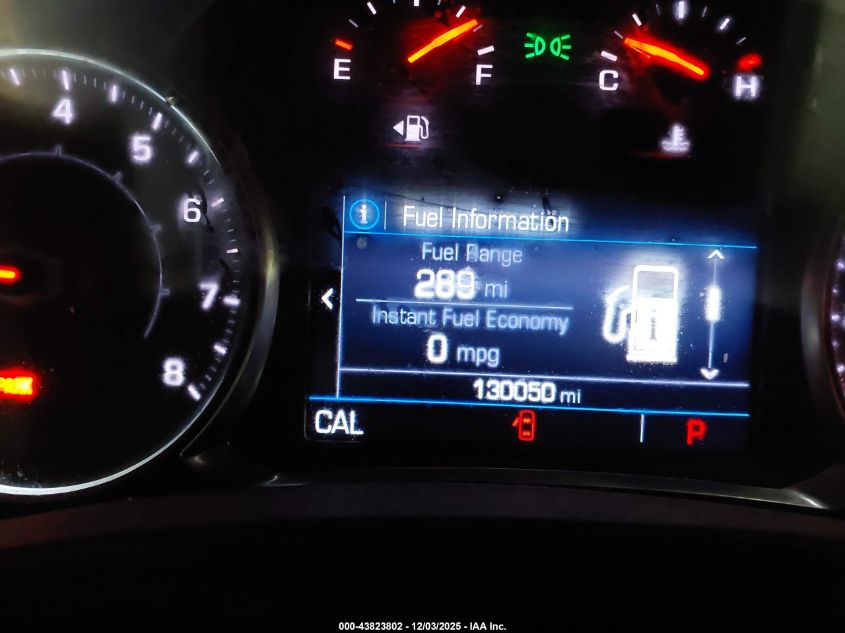 E F C H
4
5
6
7
8
PARK
Fuel Information
Fuel Range
289 mi
Instant Fuel Economy
0 mpg
130050 mi
CAL P
000-43823802 - 12/03/2025 - IAA Inc.